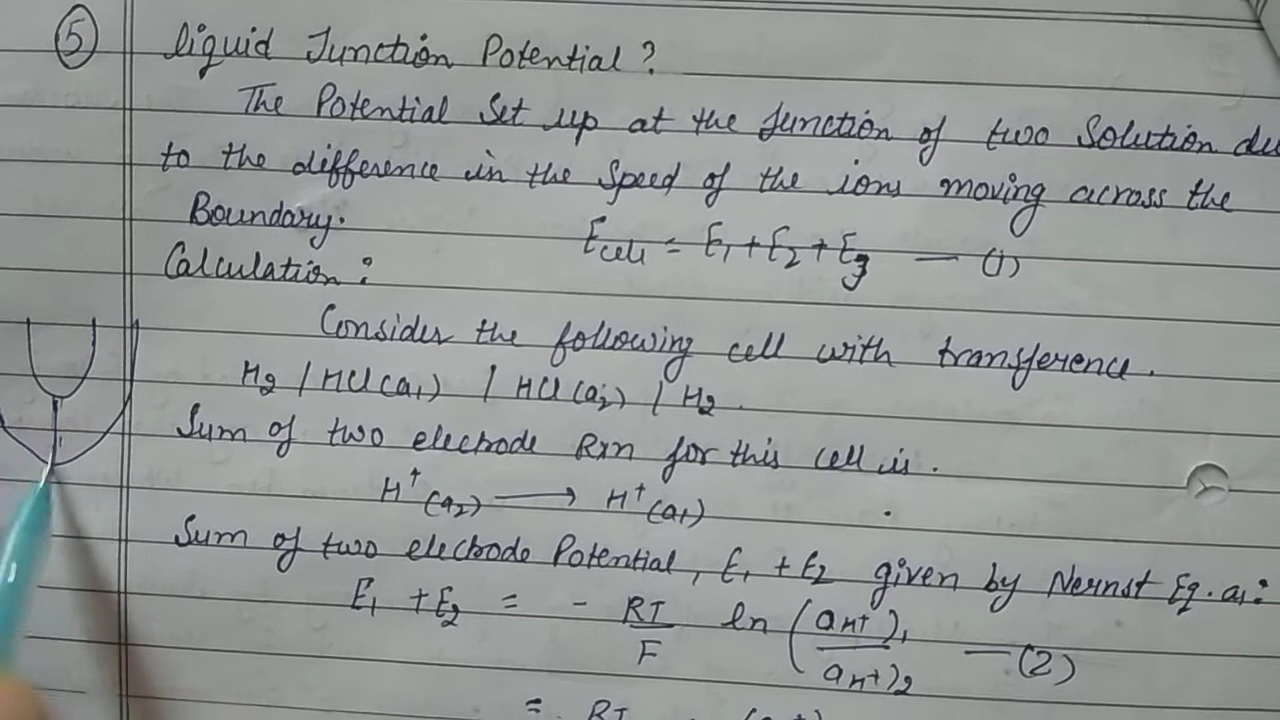 ⑤ Liquid Junction Potential?
The Potential Set up at the junction of two Solution du
to the difference in the Speed of the ions moving across the
Boundary.
Ecell = E₁ + E₂ + E₃ — (1)
Calculation:
Consider the following cell with transference.
H₂ / HCl (a₁) / HCl (a₂) / H₂.
Sum of two electrode Rxn for this cell is.
H⁺(a₂) ⟶ H⁺(a₁)
Sum of two electrode Potential, E₁ + E₂ given by Nernst Eq. as:
E₁ + E₂ = - RT/F ln (aH⁺)₁/(aH⁺)₂ — (2)
= RT